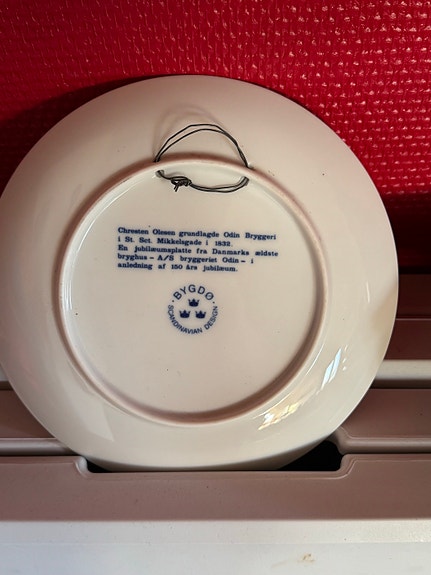 Chresten Olesen grundlagde Odin Bryggeri
i St. Sct. Mikkelsgade i 1832.
En jubilæumsplatte fra Danmarks ældste
bryghus – A/S bryggeriet Odin – i
anledning af 150 års jubilæum.
BYGDØ
SCANDINAVIAN DESIGN